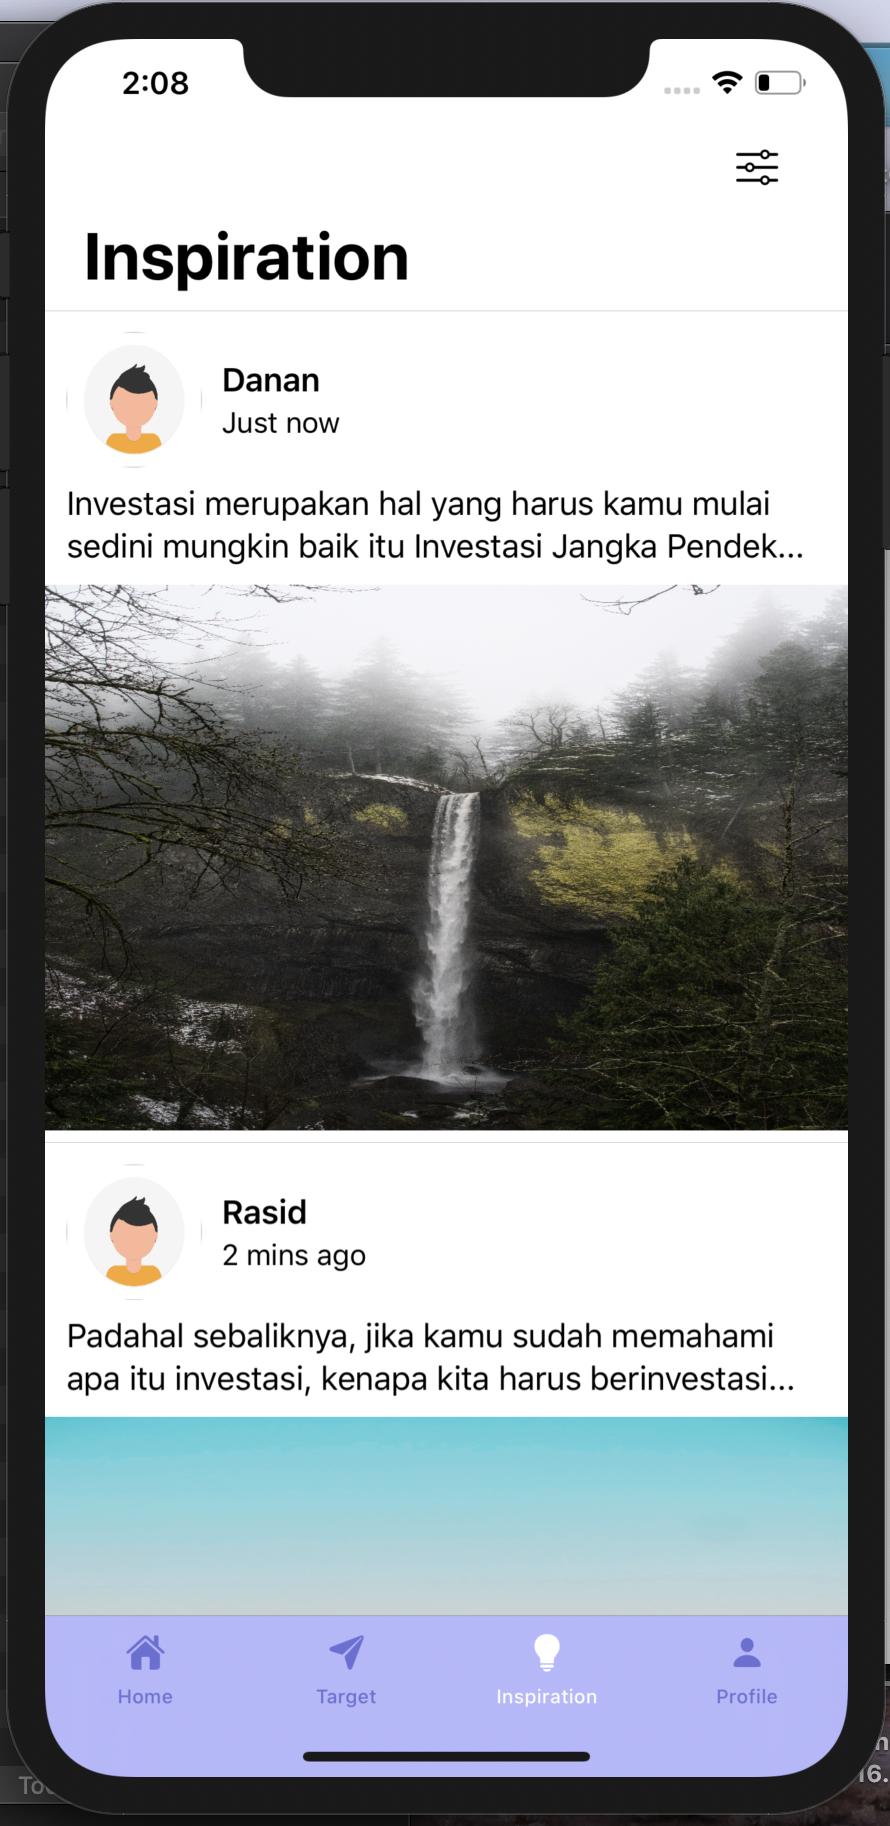 2:08
Inspiration
Danan
Just now
Investasi merupakan hal yang harus kamu mulai
sedini mungkin baik itu Investasi Jangka Pendek...
Rasid
2 mins ago
Padahal sebaliknya, jika kamu sudah memahami
apa itu investasi, kenapa kita harus berinvestasi...
Home
Target
Inspiration
Profile
16.